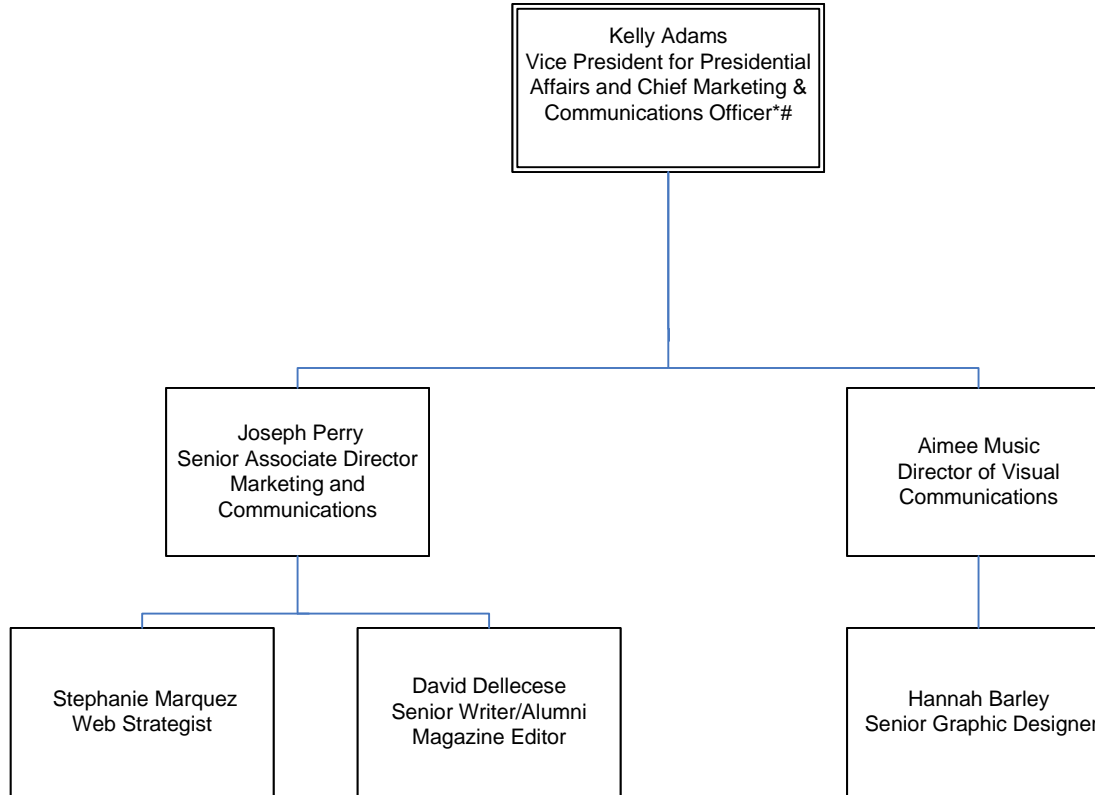 Kelly Adams
Vice President for Presidential
Affairs and Chief Marketing &
Communications Officer*#
Joseph Perry
Senior Associate Director
Marketing and
Communications
Aimee Music
Director of Visual
Communications
Stephanie Marquez
Web Strategist
David Dellecese
Senior Writer/Alumni
Magazine Editor
Hannah Barley
Senior Graphic Designer